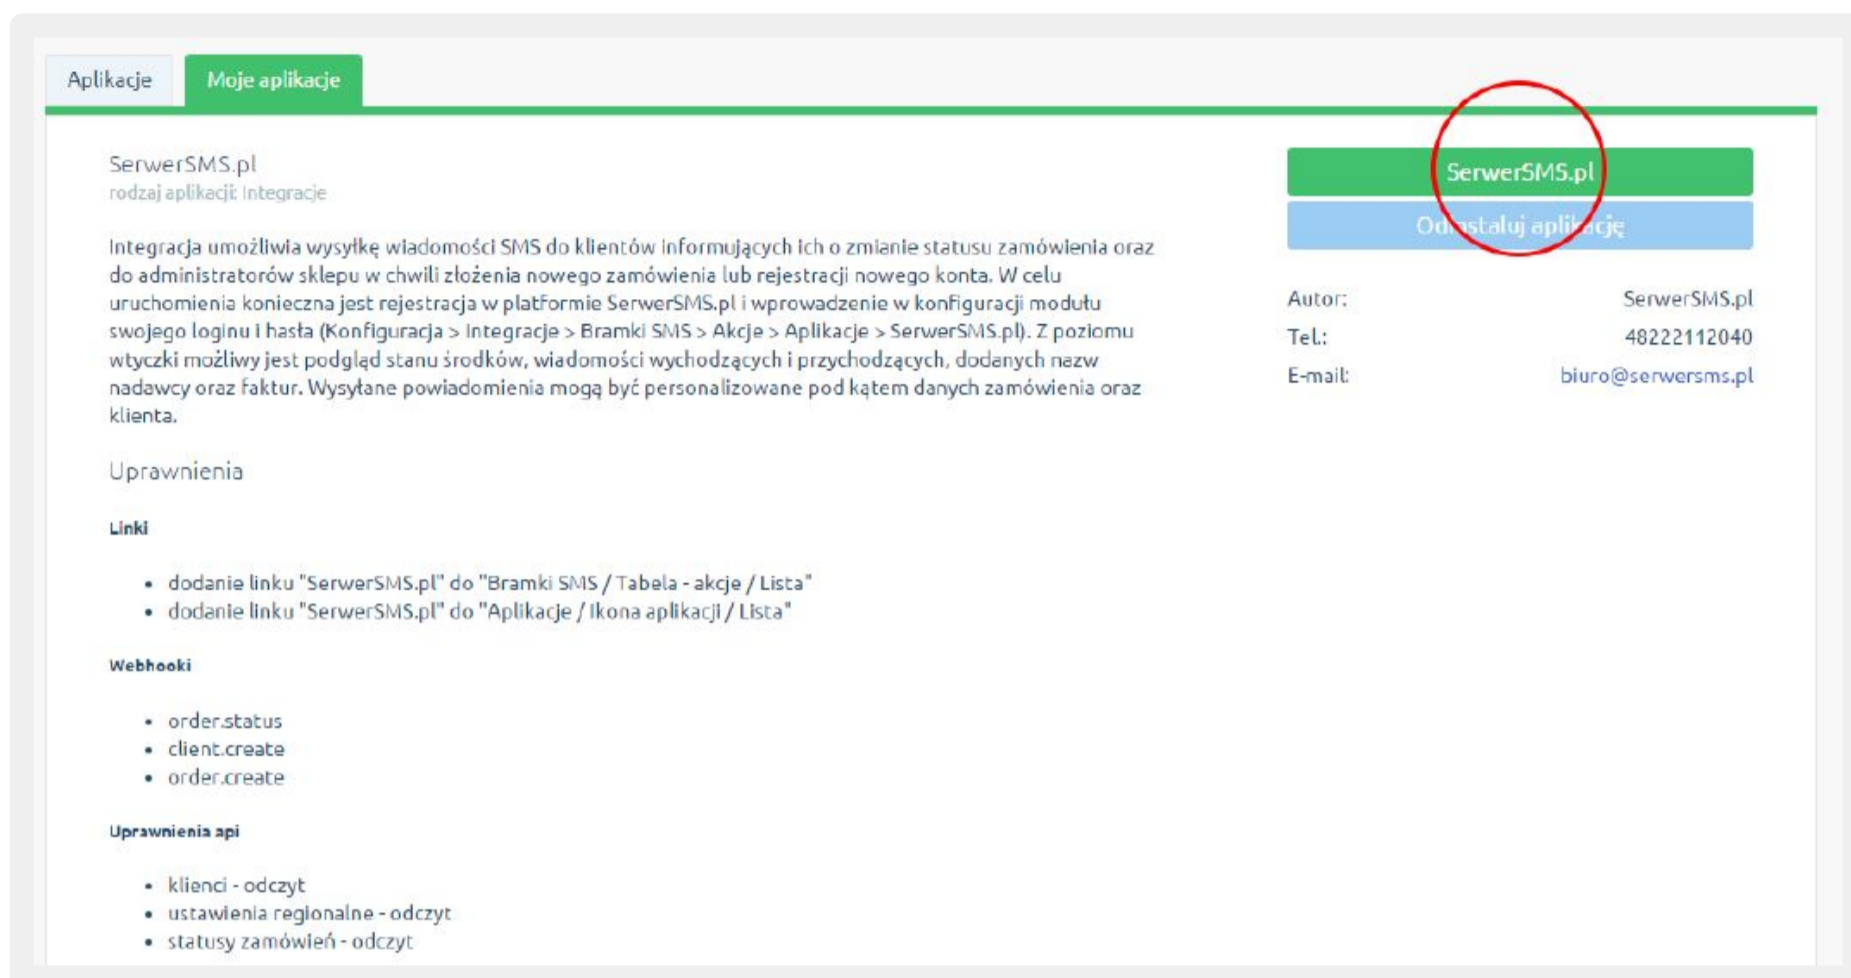 Aplikacje
Moje aplikacje
SerwerSMS.pl
rodzaj aplikacji: Integracje
Integracja umożliwia wysyłkę wiadomości SMS do klientów informujących ich o zmianie statusu zamówienia oraz
do administratorów sklepu w chwili złożenia nowego zamówienia lub rejestracji nowego konta. W celu
uruchomienia konieczna jest rejestracja w platformie SerwerSMS.pl i wprowadzenie w konfiguracji modułu
swojego loginu i hasła (Konfiguracja > Integracje > Bramki SMS > Akcje > Aplikacje > SerwerSMS.pl). Z poziomu
wtyczki możliwy jest podgląd stanu środków, wiadomości wychodzących i przychodzących, dodanych nazw
nadawcy oraz faktur. Wysyłane powiadomienia mogą być personalizowane pod kątem danych zamówienia oraz
klienta.
Uprawnienia
Linki
• dodanie linku "SerwerSMS.pl" do "Bramki SMS / Tabela - akcje / Lista"
• dodanie linku "SerwerSMS.pl" do "Aplikacje / Ikona aplikacji / Lista"
Webhooki
• order.status
• client.create
• order.create
Uprawnienia api
• klienci - odczyt
• ustawienia regionalne - odczyt
• statusy zamówień - odczyt
SerwerSMS.pl
Odinstaluj aplikację
Autor: SerwerSMS.pl
Tel.: 48222112040
E-mail: biuro@serwersms.pl